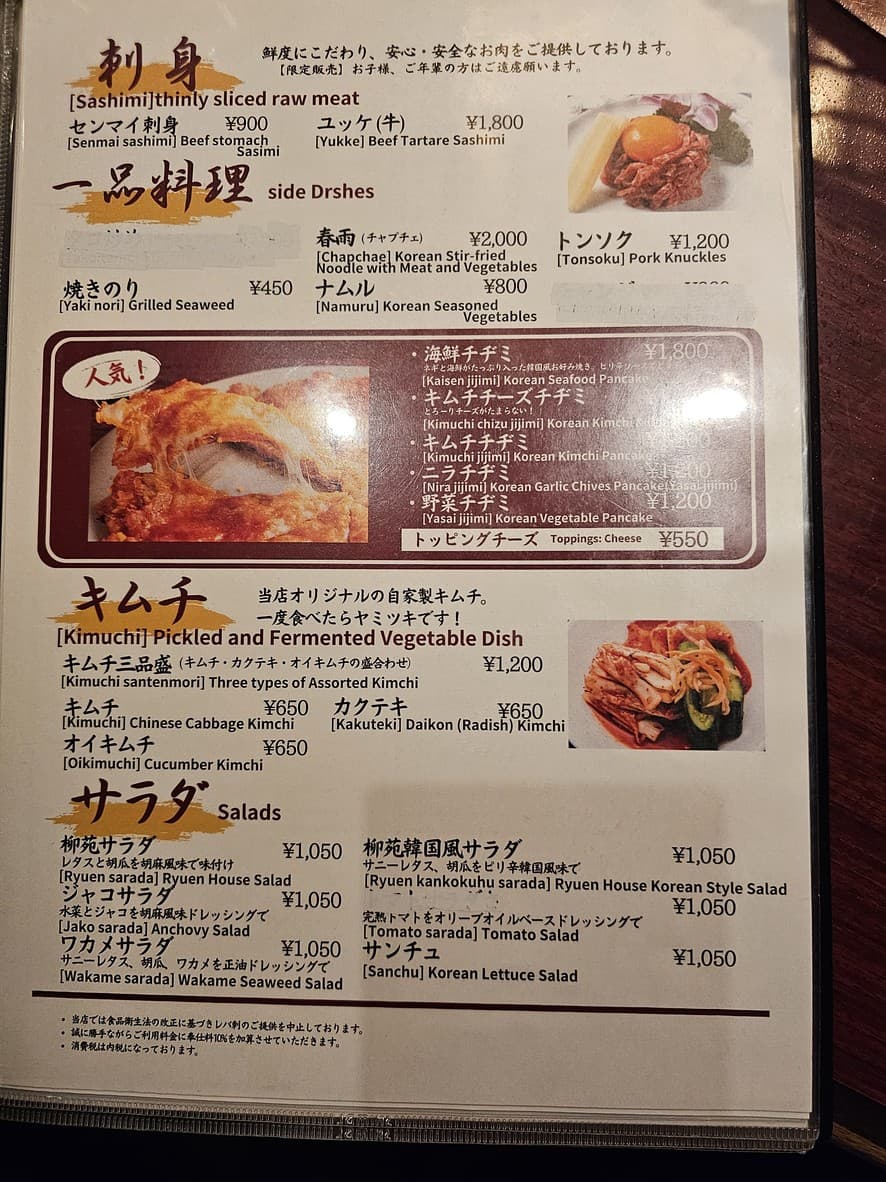 刺身
鮮度にこだわり、安心・安全なお肉をご提供しております。
【限定販売】お子様、ご年輩の方はご遠慮願います。
[Sashimi]thinly sliced raw meat
センマイ刺身 ¥900
[Senmai sashimi] Beef stomach
Sasimi
ユッケ(牛) ¥1,800
[Yukke] Beef Tartare Sashimi
一品料理 side Drshes
春雨 (チャプチェ) ¥2,000
[Chapchae] Korean Stir-fried
Noodle with Meat and Vegetables
トンソク ¥1,200
[Tonsoku] Pork Knuckles
焼きのり ¥450
[Yaki nori] Grilled Seaweed
ナムル ¥800
[Namuru] Korean Seasoned
Vegetables
人気!
・海鮮チヂミ ¥1,800
ネギと海鮮がたっぷり入った韓国風お好み焼き。
[Kaisen jijimi] Korean Seafood Pancake
・キムチチーズチヂミ
とろーりチーズがたまらない!
[Kimuchi chizu jijimi] Korean Kimchi
・キムチチヂミ
[Kimuchi jijimi] Korean Kimchi Pancake
・ニラチヂミ ¥1,200
[Nira jijimi] Korean Garlic Chives Pancake(Yasai jijimi)
・野菜チヂミ ¥1,200
[Yasai jijimi] Korean Vegetable Pancake
トッピングチーズ Toppings: Cheese ¥550
キムチ
当店オリジナルの自家製キムチ。
一度食べたらヤミツキです!
[Kimuchi] Pickled and Fermented Vegetable Dish
キムチ三品盛 (キムチ・カクテキ・オイキムチの盛合わせ) ¥1,200
[Kimuchi santenmori] Three types of Assorted Kimchi
キムチ ¥650
[Kimuchi] Chinese Cabbage Kimchi
カクテキ ¥650
[Kakuteki] Daikon (Radish) Kimchi
オイキムチ ¥650
[Oikimuchi] Cucumber Kimchi
サラダ Salads
柳苑サラダ ¥1,050
レタスと胡瓜を胡麻風味で味付け
[Ryuen sarada] Ryuen House Salad
柳苑韓国風サラダ ¥1,050
サニーレタス、胡瓜をピリ辛韓国風味で
[Ryuen kankokuhu sarada] Ryuen House Korean Style Salad
ジャコサラダ ¥1,050
水菜とジャコを胡麻風味ドレッシングで
[Jako sarada] Anchovy Salad
¥1,050
完熟トマトをオリーブオイルベースドレッシングで
[Tomato sarada] Tomato Salad
ワカメサラダ ¥1,050
サニーレタス、胡瓜、ワカメを正油ドレッシングで
[Wakame sarada] Wakame Seaweed Salad
サンチュ ¥1,050
[Sanchu] Korean Lettuce Salad
・当店では食品衛生法の改正に基づきレバ刺のご提供を中止しております。
・誠に勝手ながらご利用料金に奉仕料10%を加算させていただきます。
・消費税は内税になっております。